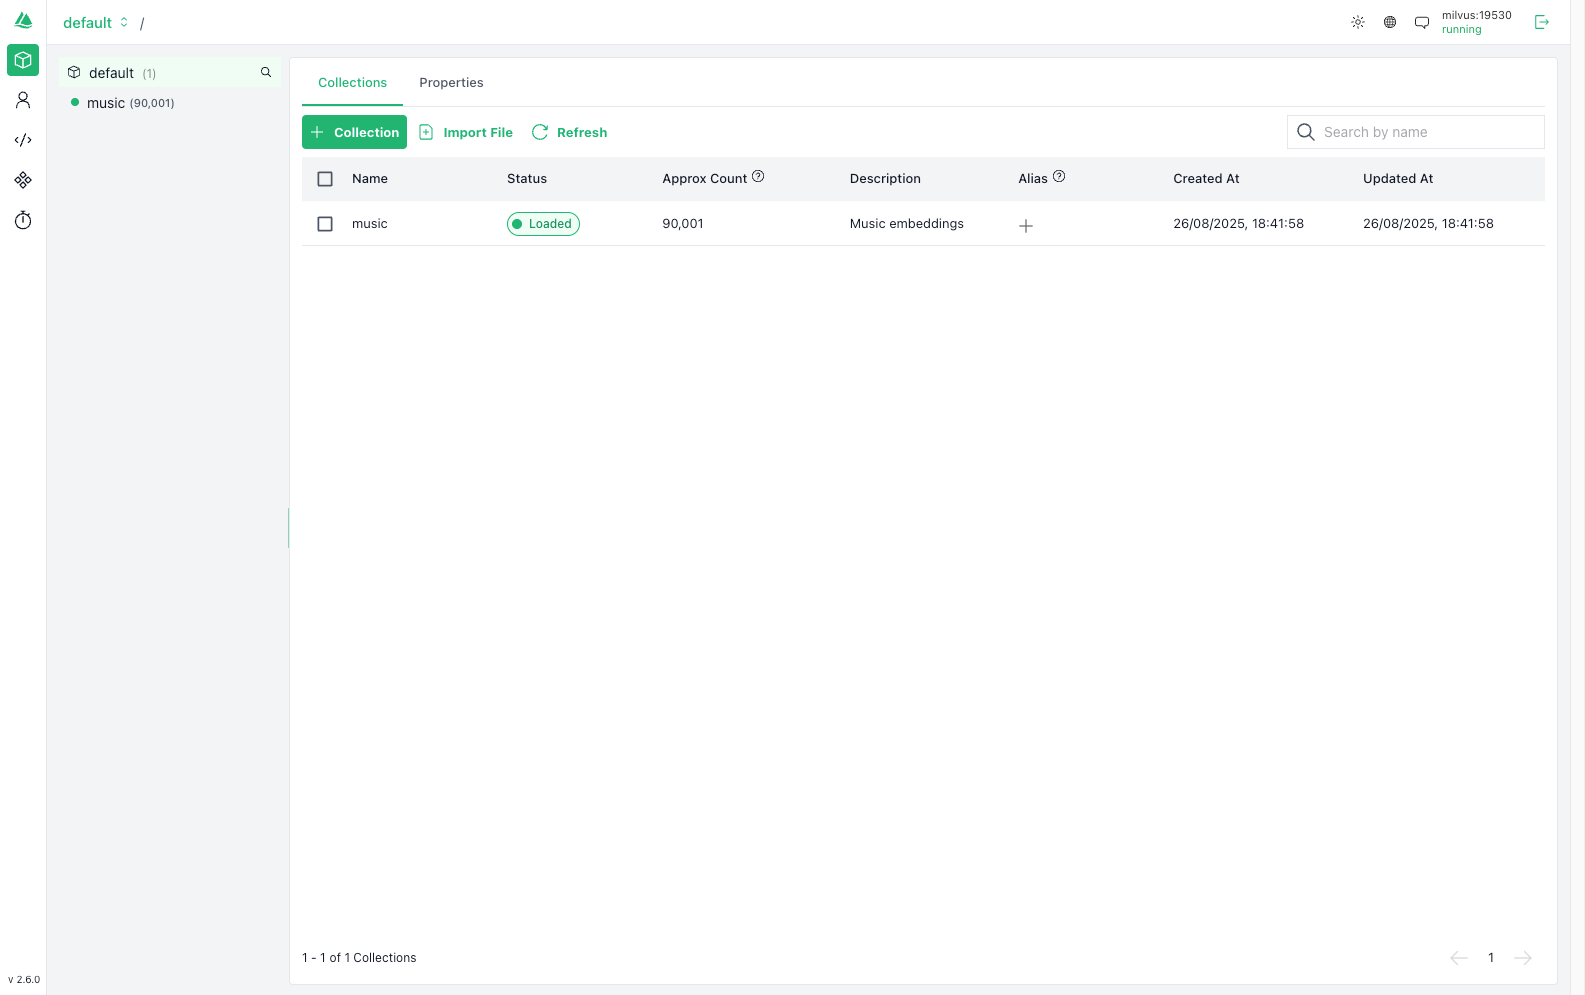 default /
milvus:19530
running
default (1)
music (90,001)
Collections Properties
Collection Import File Refresh Search by name
Name Status Approx Count Description Alias Created At Updated At
music Loaded 90,001 Music embeddings 26/08/2025, 18:41:58 26/08/2025, 18:41:58
1 - 1 of 1 Collections 1
v 2.6.0